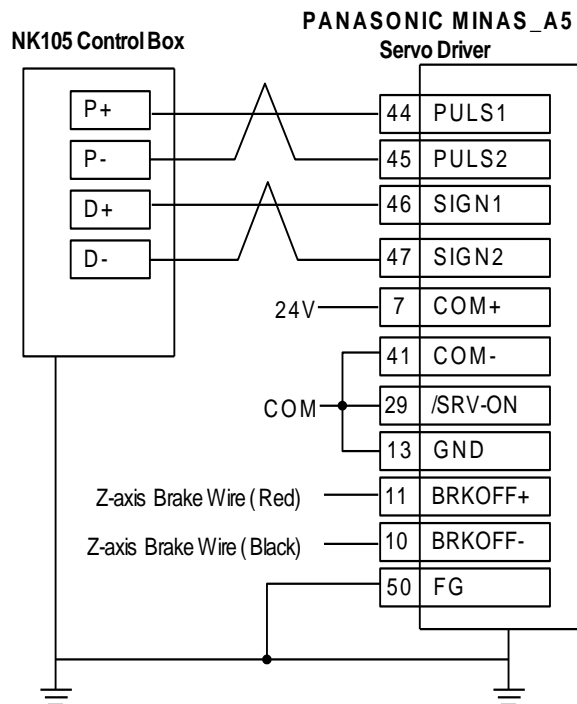 PANASONIC MINAS_A5
NK105 Control Box
Servo Driver
P+
44 PULS1
P-
45 PULS2
D+
46 SIGN1
D-
47 SIGN2
24V
7 COM+
41 COM-
COM
29 /SRV-ON
13 GND
Z-axis Brake Wire (Red)
11 BRKOFF+
Z-axis Brake Wire (Black)
10 BRKOFF-
50 FG